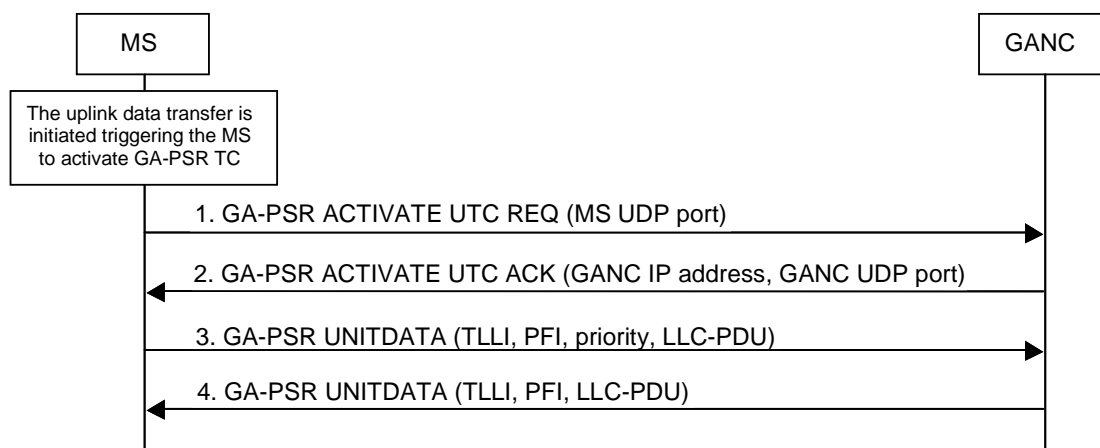 MS
GANC
The uplink data transfer is
initiated triggering the MS
to activate GA-PSR TC
1. GA-PSR ACTIVATE UTC REQ (MS UDP port)
2. GA-PSR ACTIVATE UTC ACK (GANC IP address, GANC UDP port)
3. GA-PSR UNITDATA (TLLI, PFI, priority, LLC-PDU)
4. GA-PSR UNITDATA (TLLI, PFI, LLC-PDU)